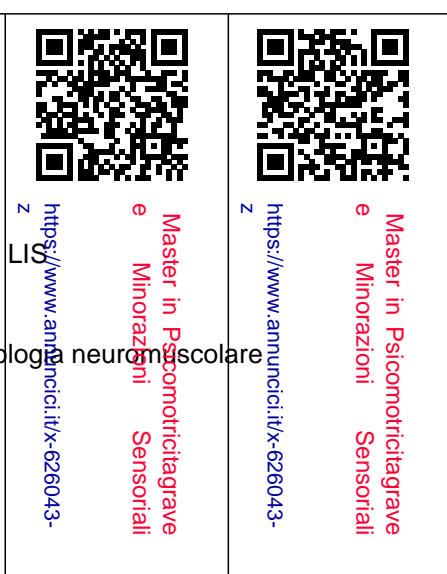 Master in Psicomotricitagrave
e Minorazioni Sensoriali
https://www.annuncici.it/x-626043-
z
Master in Psicomotricitagrave
e Minorazioni Sensoriali
https://www.annuncici.it/x-626043-
z
LIS
ologia neuromuscolare